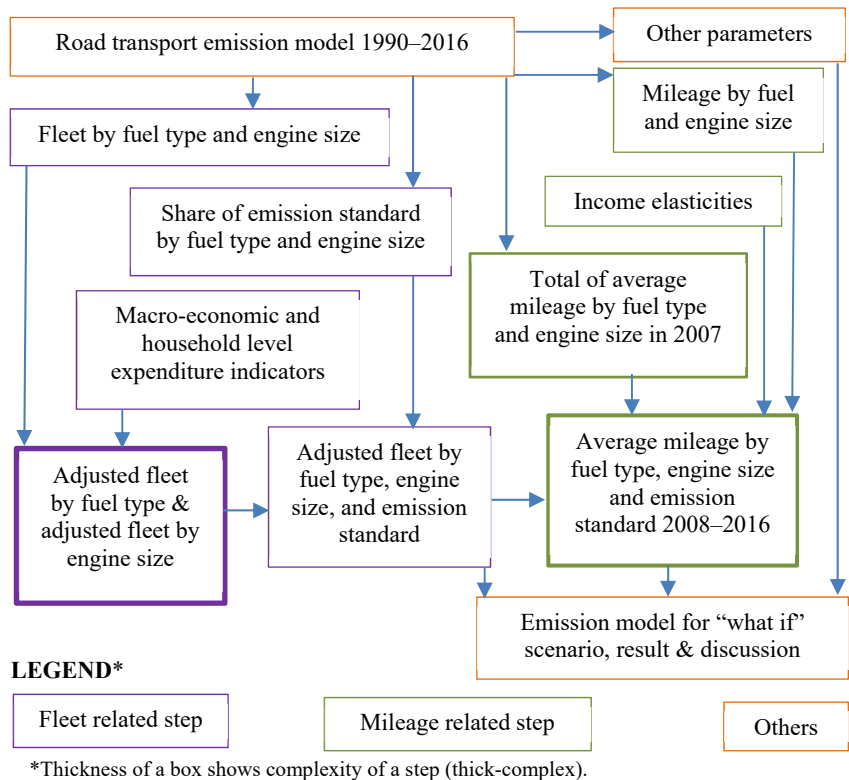 Road transport emission model 1990–2016
Other parameters
Mileage by fuel
and engine size
Fleet by fuel type and engine size
Share of emission standard
by fuel type and engine size
Income elasticities
Total of average
mileage by fuel type
and engine size in 2007
Macro-economic and
household level
expenditure indicators
Adjusted fleet
by fuel type &
adjusted fleet by
engine size
Adjusted fleet by
fuel type, engine
size, and emission
standard
Average mileage by
fuel type, engine size
and emission
standard 2008–2016
Emission model for “what if”
scenario, result & discussion
LEGEND*
Fleet related step
Mileage related step
Others
*Thickness of a box shows complexity of a step (thick-complex).